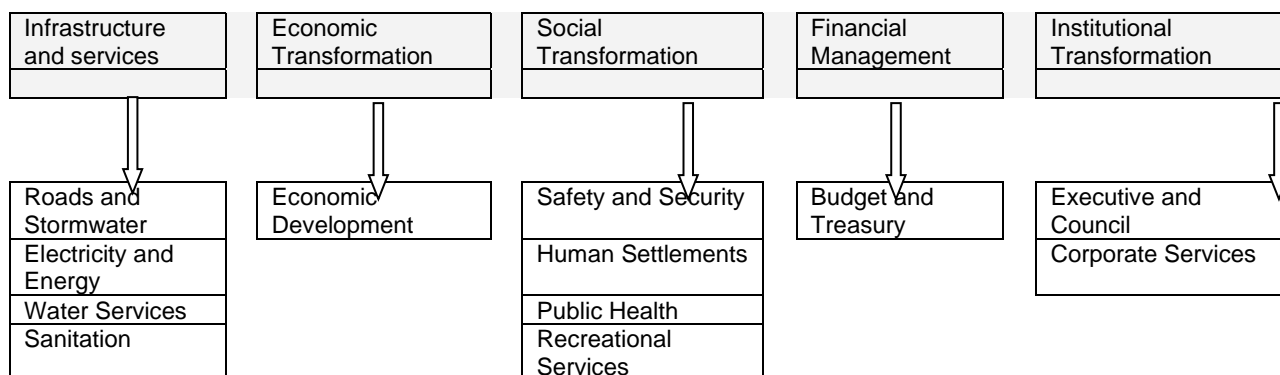 Infrastructure
and services
Economic
Transformation
Social
Transformation
Financial
Management
Institutional
Transformation
Roads and
Stormwater
Electricity and
Energy
Water Services
Sanitation
Economic
Development
Safety and Security
Human Settlements
Public Health
Recreational
Services
Budget and
Treasury
Executive and
Council
Corporate Services